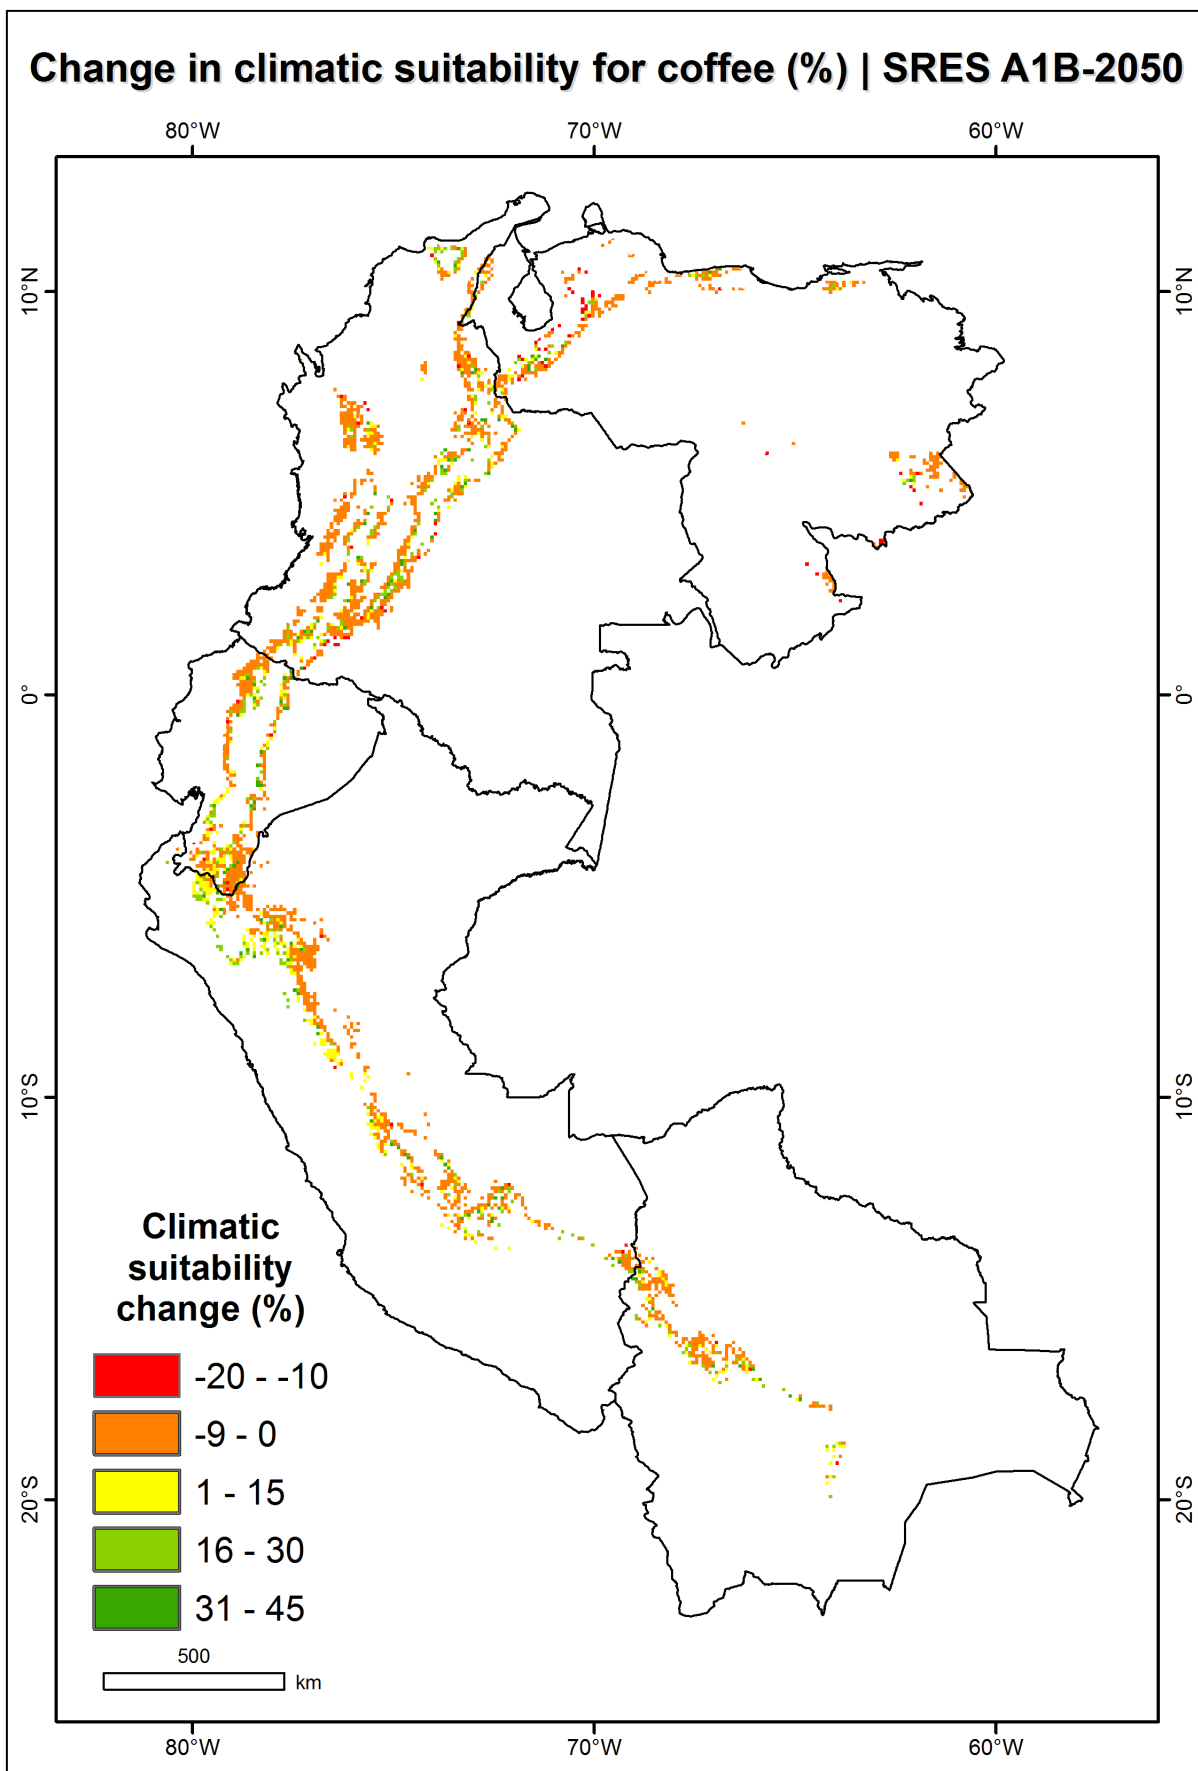 Change in climatic suitability for coffee (%) | SRES A1B-2050
80°W
70°W
60°W
10°N
10°N
0°
0°
10°S
10°S
20°S
20°S
Climatic
suitability
change (%)
-20 - -10
-9 - 0
1 - 15
16 - 30
31 - 45
500
km
80°W
70°W
60°W